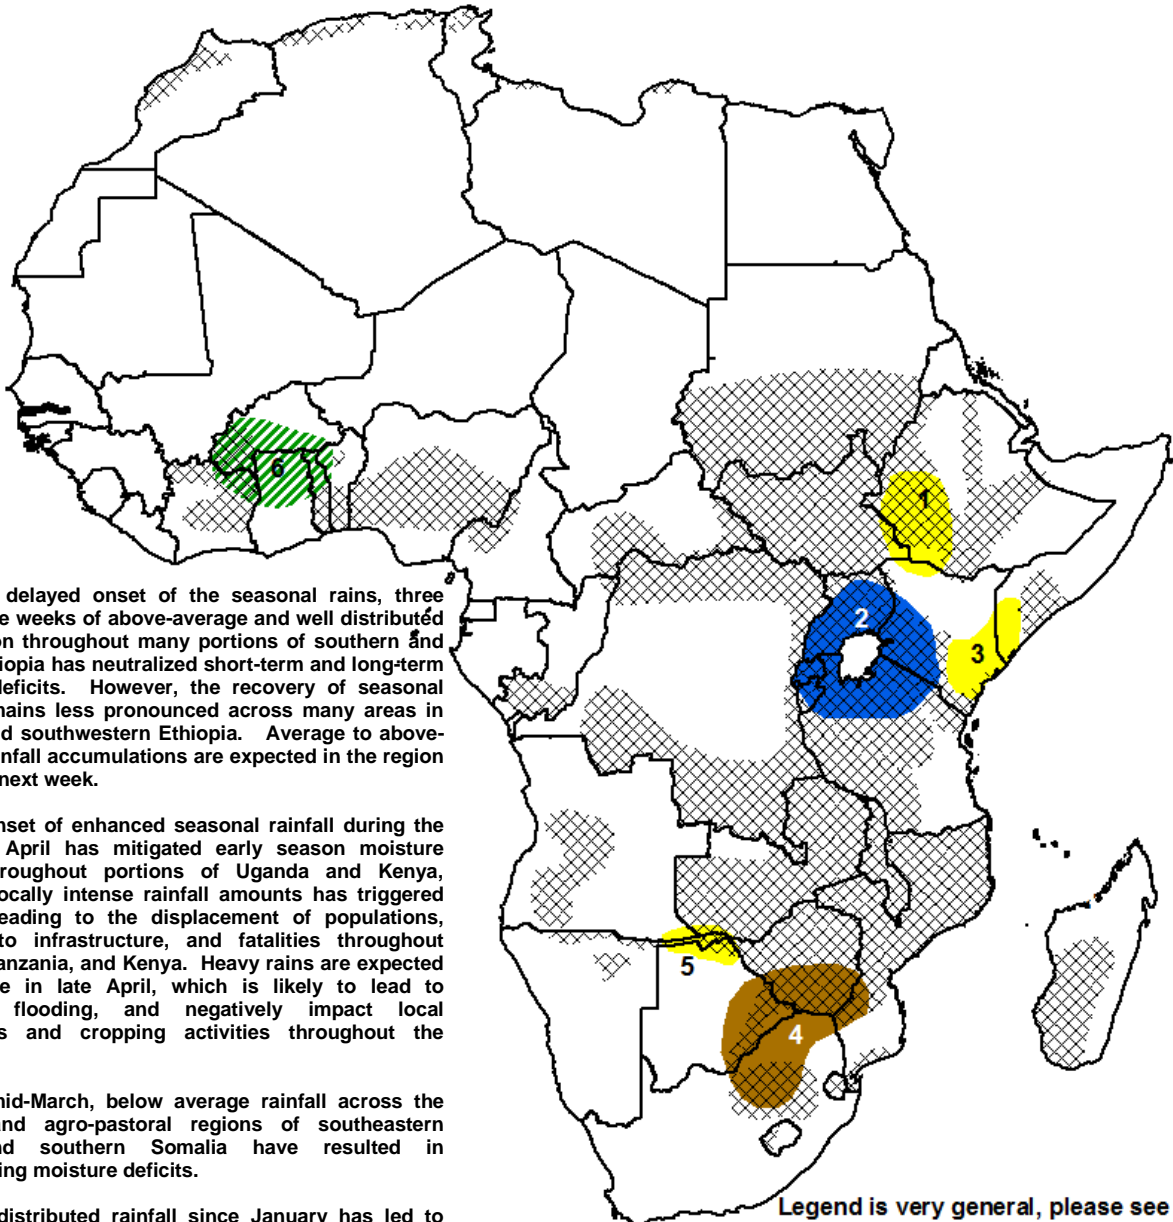 delayed onset of the seasonal rains, three
e weeks of above-average and well distributed
on throughout many portions of southern and
iopia has neutralized short-term and long-term
deficits. However, the recovery of seasonal
mains less pronounced across many areas in
d southwestern Ethiopia. Average to above-
infall accumulations are expected in the region
next week.
nset of enhanced seasonal rainfall during the
April has mitigated early season moisture
roughout portions of Uganda and Kenya,
ocally intense rainfall amounts has triggered
eading to the displacement of populations,
to infrastructure, and fatalities throughout
anzania, and Kenya. Heavy rains are expected
e in late April, which is likely to lead to
flooding, and negatively impact local
s and cropping activities throughout the
mid-March, below average rainfall across the
and agro-pastoral regions of southeastern
nd southern Somalia have resulted in
ing moisture deficits.
distributed rainfall since January has led to
1
2
3
4
5
6
Legend is very general, please see